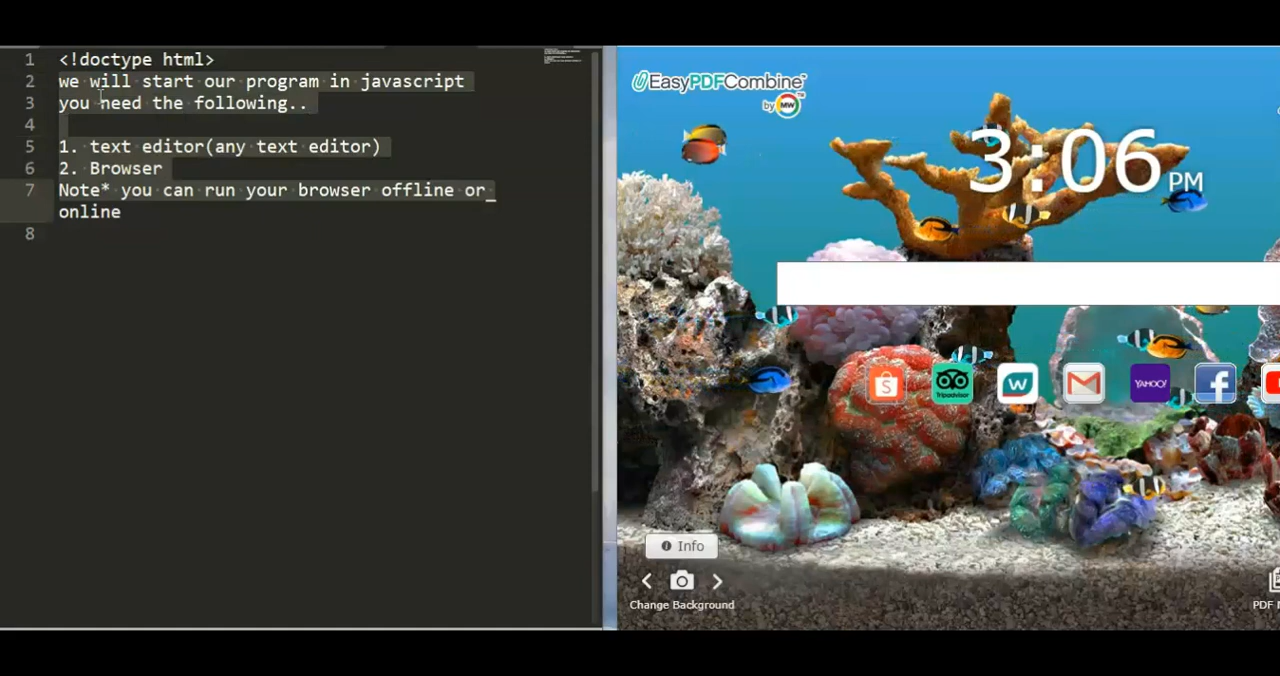 1 <!doctype html>
2 we will start our program in javascript
3 you need the following..
4
5 1. text editor(any text editor)
6 2. Browser
7 Note* you can run your browser offline or
online
8
EasyPDFCombine™
by MW
3:06 PM
S
Tripadvisor
W
YAHOO!
f
Info
Change Background
PDF